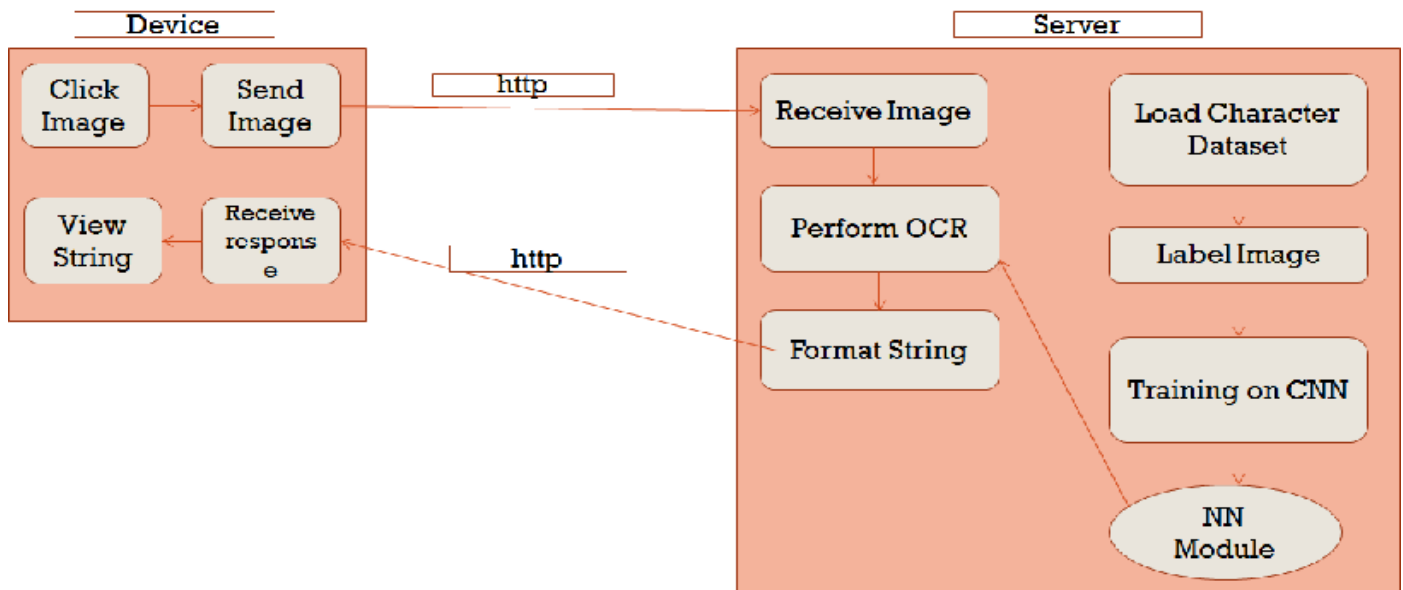 Device
Server
Click
Image
Send
Image
http
Receive Image
Load Character
Dataset
View
String
Receive
respons
e
http
Perform OCR
Label Image
Format String
Training on CNN
NN
Module